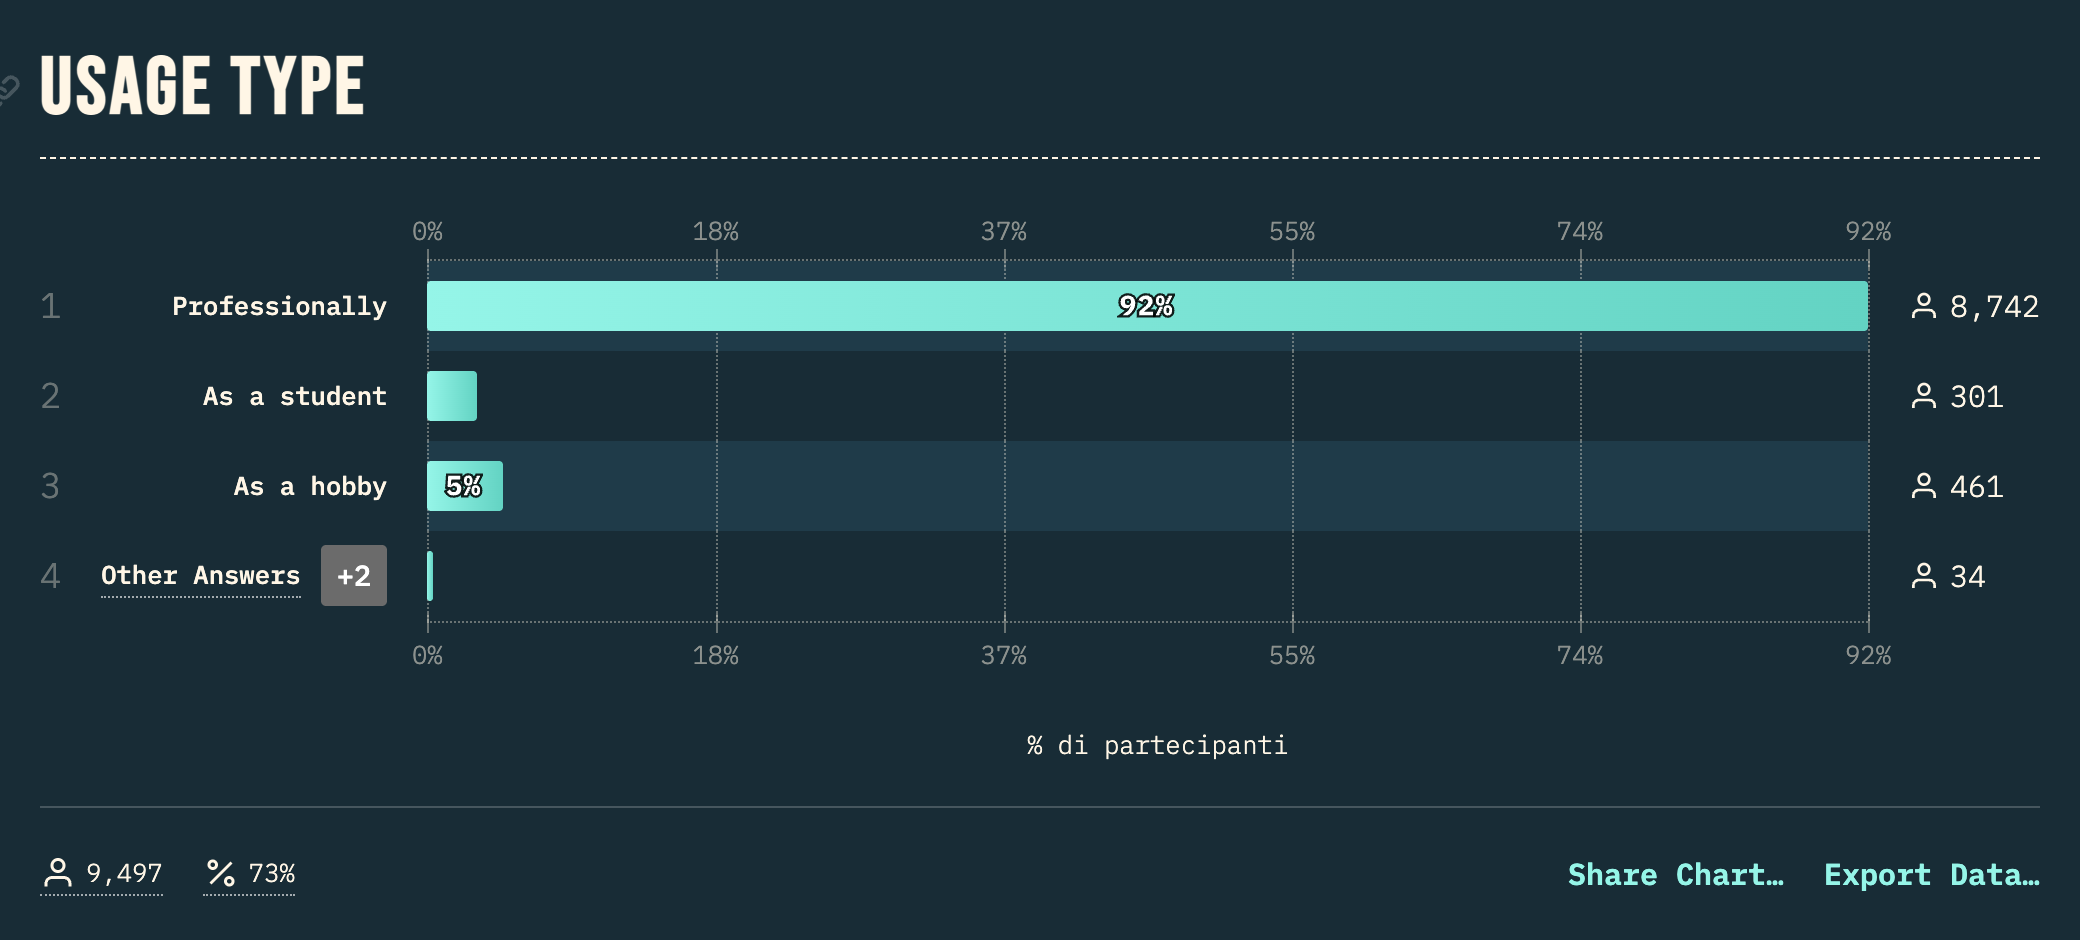 USAGE TYPE
0% 18% 37% 55% 74% 92%
1 Professionally 92% 8,742
2 As a student 301
3 As a hobby 5% 461
4 Other Answers +2 34
0% 18% 37% 55% 74% 92%
% di partecipanti
9,497 73% Share Chart… Export Data…